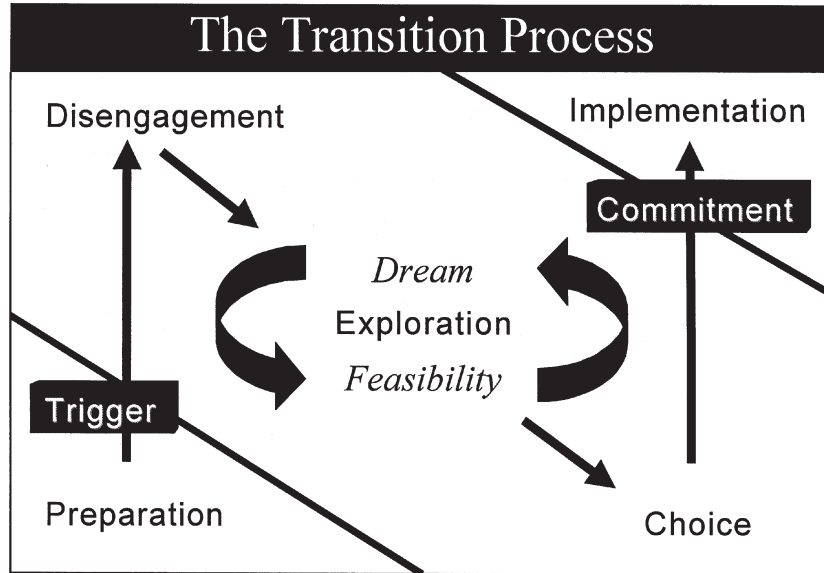 The Transition Process
Disengagement
Implementation
Commitment
Dream
Exploration
Feasibility
Trigger
Preparation
Choice